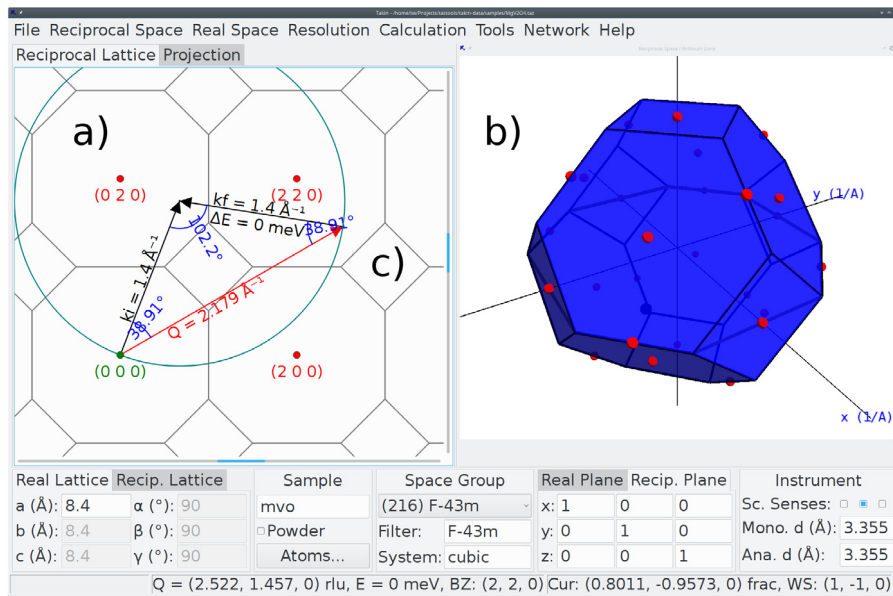 Takin - /home/tw/Projects/tastools/takin-data/samples/MgV2O4.taz
File Reciprocal Space Real Space Resolution Calculation Tools Network Help
Reciprocal Lattice Projection
a)
(0 2 0)
(2 2 0)
kf = 1.4 Å⁻¹
ΔE = 0 meV
38.91°
102.2°
ki = 1.4 Å⁻¹
c)
38.91°
Q = 2.179 Å⁻¹
(0 0 0)
(2 0 0)
b)
y (1/A)
x (1/A)
Real Lattice Recip. Lattice
a (Å): 8.4 α (°): 90
b (Å): 8.4 β (°): 90
c (Å): 8.4 γ (°): 90
Sample
mvo
Powder
Atoms...
Space Group
(216) F-43m
Filter: F-43m
System: cubic
Real Plane Recip. Plane
x: 1 0 0
y: 0 1 0
z: 0 0 1
Instrument
Sc. Senses:
Mono. d (Å): 3.355
Ana. d (Å): 3.355
Q = (2.522, 1.457, 0) rlu, E = 0 meV, BZ: (2, 2, 0) Cur: (0.8011, -0.9573, 0) frac, WS: (1, -1, 0)